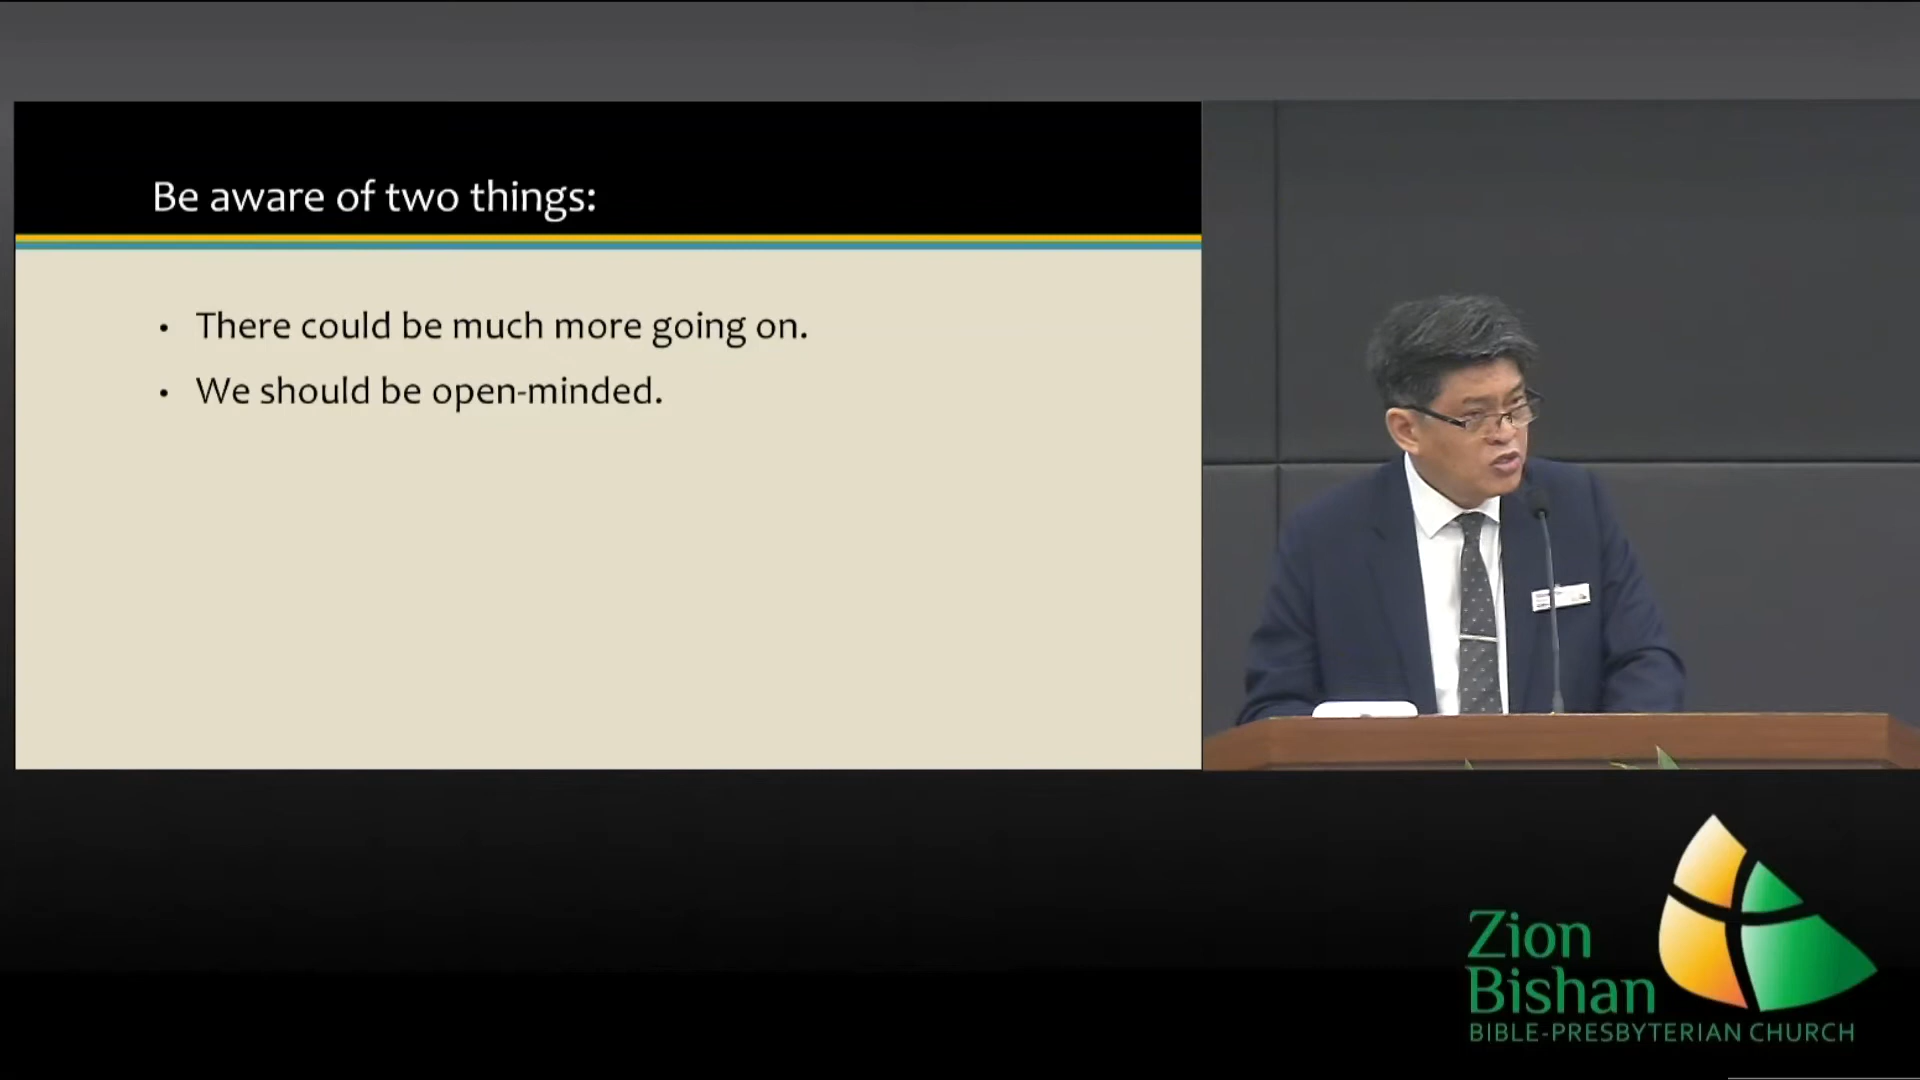 Be aware of two things:
• There could be much more going on.
• We should be open-minded.
Zion
Bishan
BIBLE-PRESBYTERIAN CHURCH